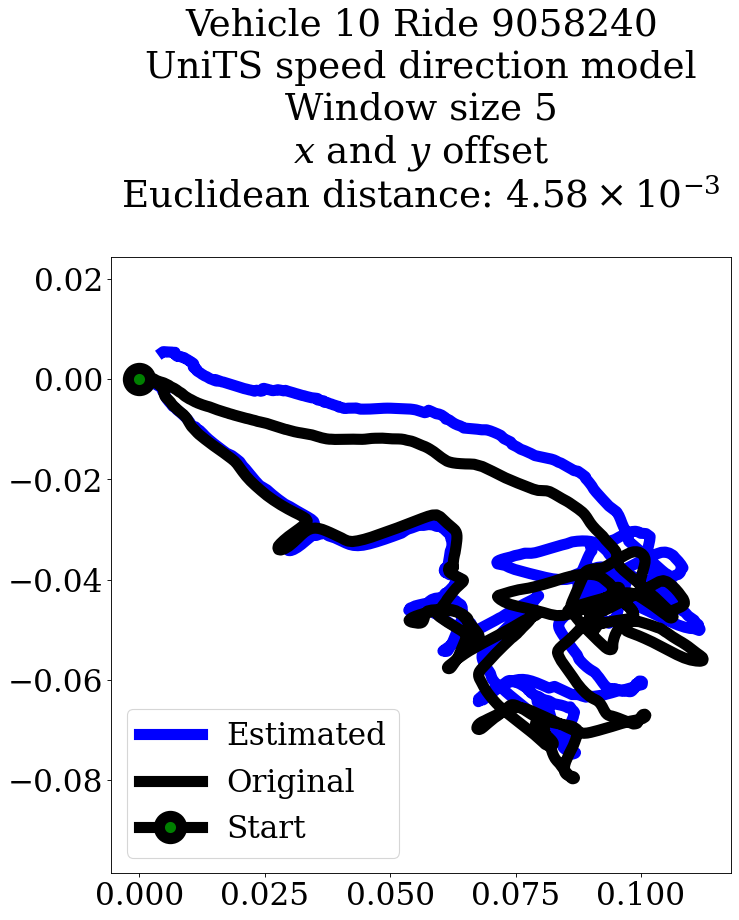 Vehicle 10 Ride 9058240
UniTS speed direction model
Window size 5
x and y offset
Euclidean distance: 4.58 × 10⁻³
0.02
0.00
−0.02
−0.04
−0.06
−0.08
Estimated
Original
Start
0.000 0.025 0.050 0.075 0.100